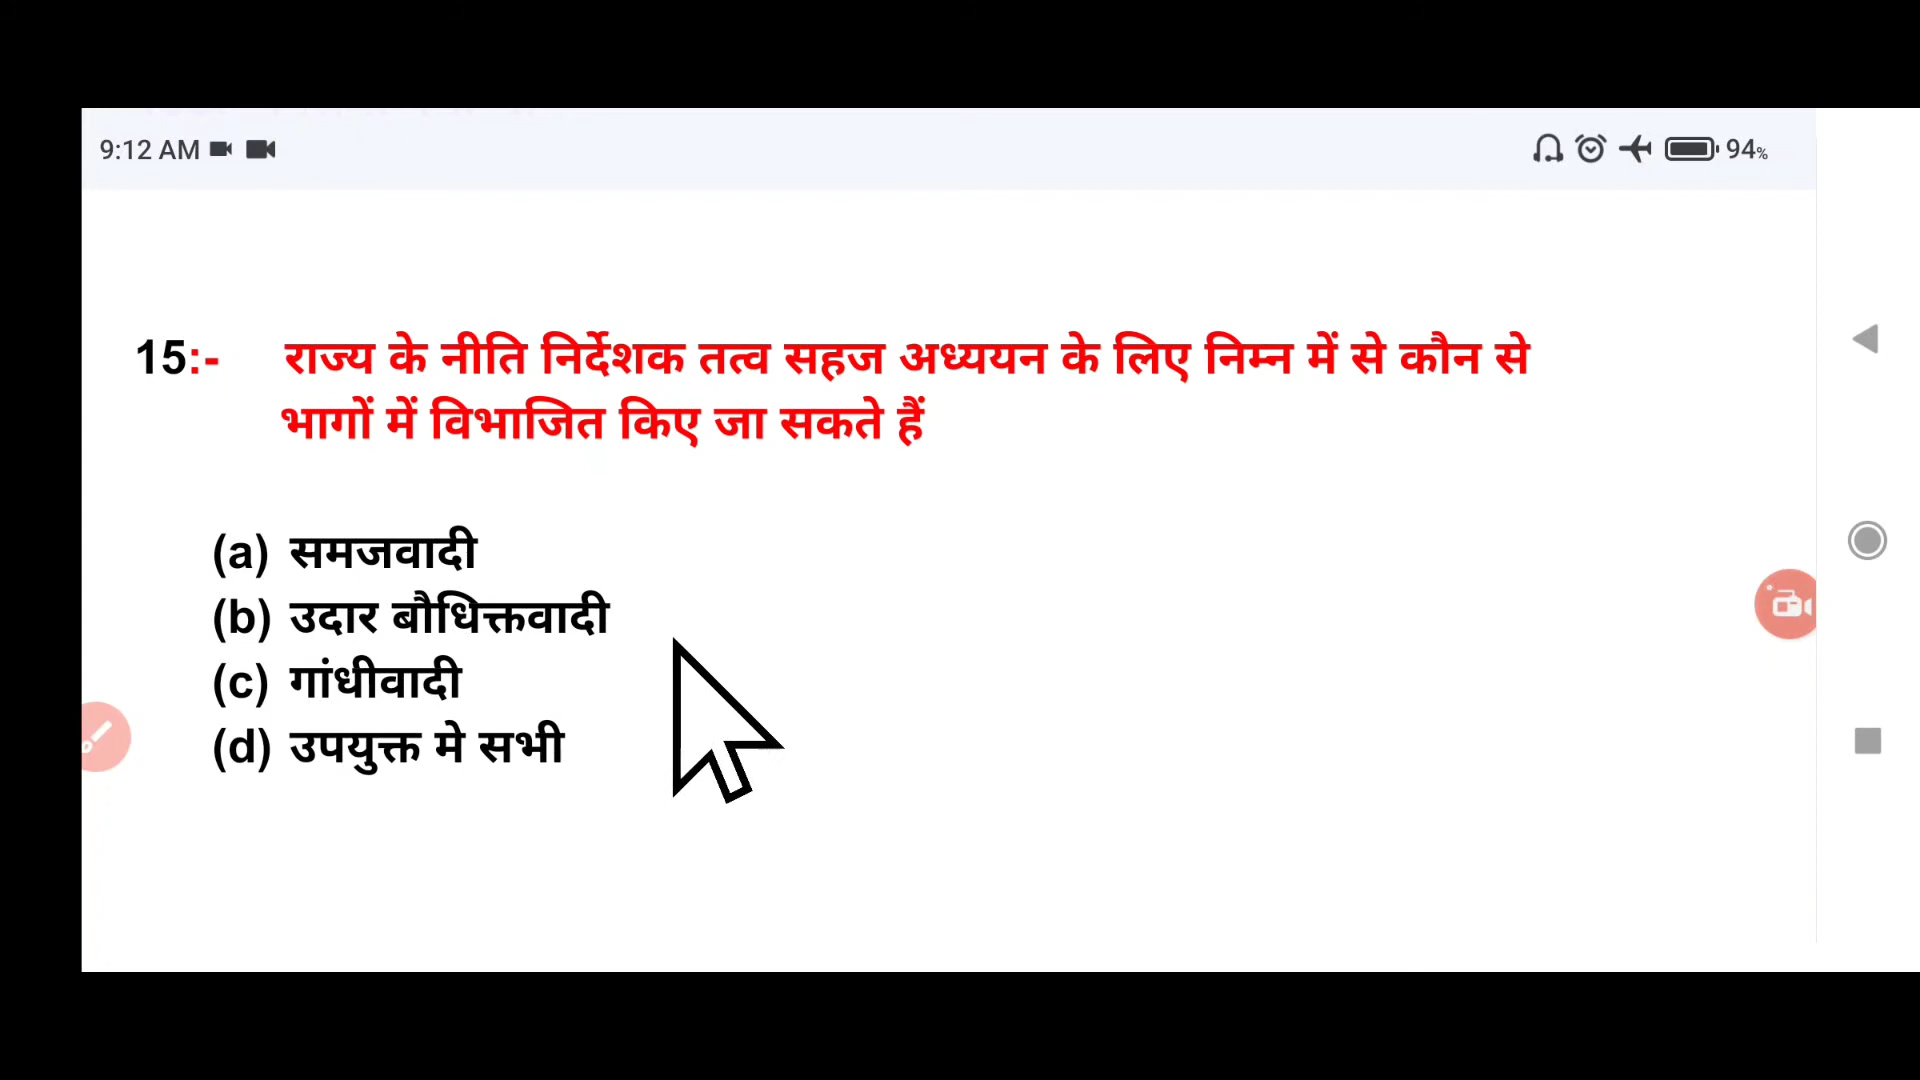 9:12 AM
94%
15:- राज्य के नीति निर्देशक तत्व सहज अध्ययन के लिए निम्न में से कौन से
भागों में विभाजित किए जा सकते हैं
(a) समजवादी
(b) उदार बौधिक्तवादी
(c) गांधीवादी
(d) उपयुक्त मे सभी